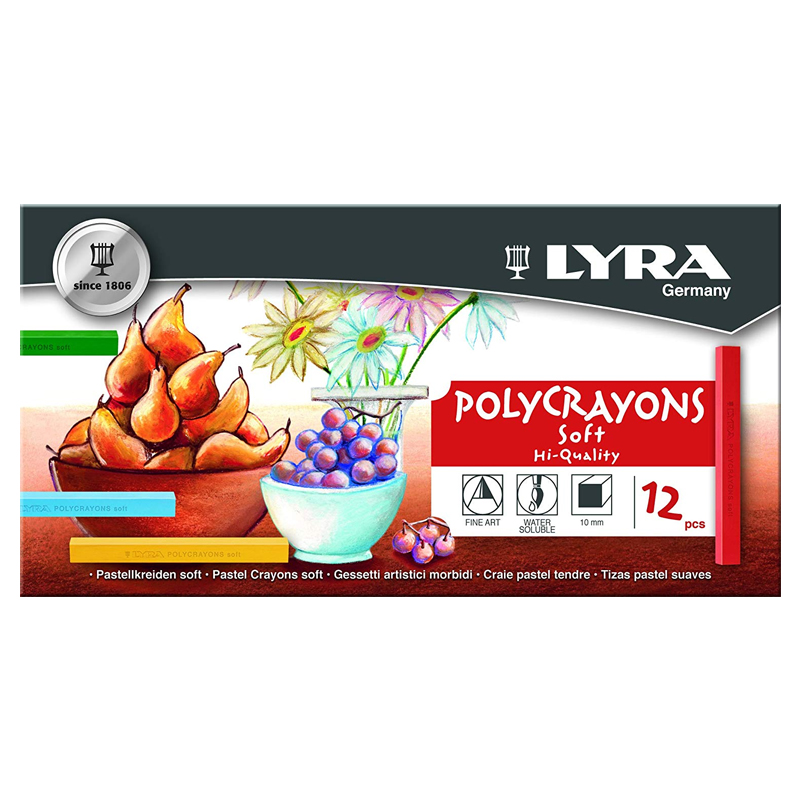 since 1806
LYRA
Germany
RAYONS soft
POLYCRAYONS
Soft
Hi-Quality
FINE ART
WATER
SOLUBLE
10 mm
12
pcs
LYRA POLYCRAYONS soft
LYRA POLYCRAYONS soft
• Pastellkreiden soft • Pastel Crayons soft • Gessetti artistici morbidi • Craie pastel tendre • Tizas pastel suaves